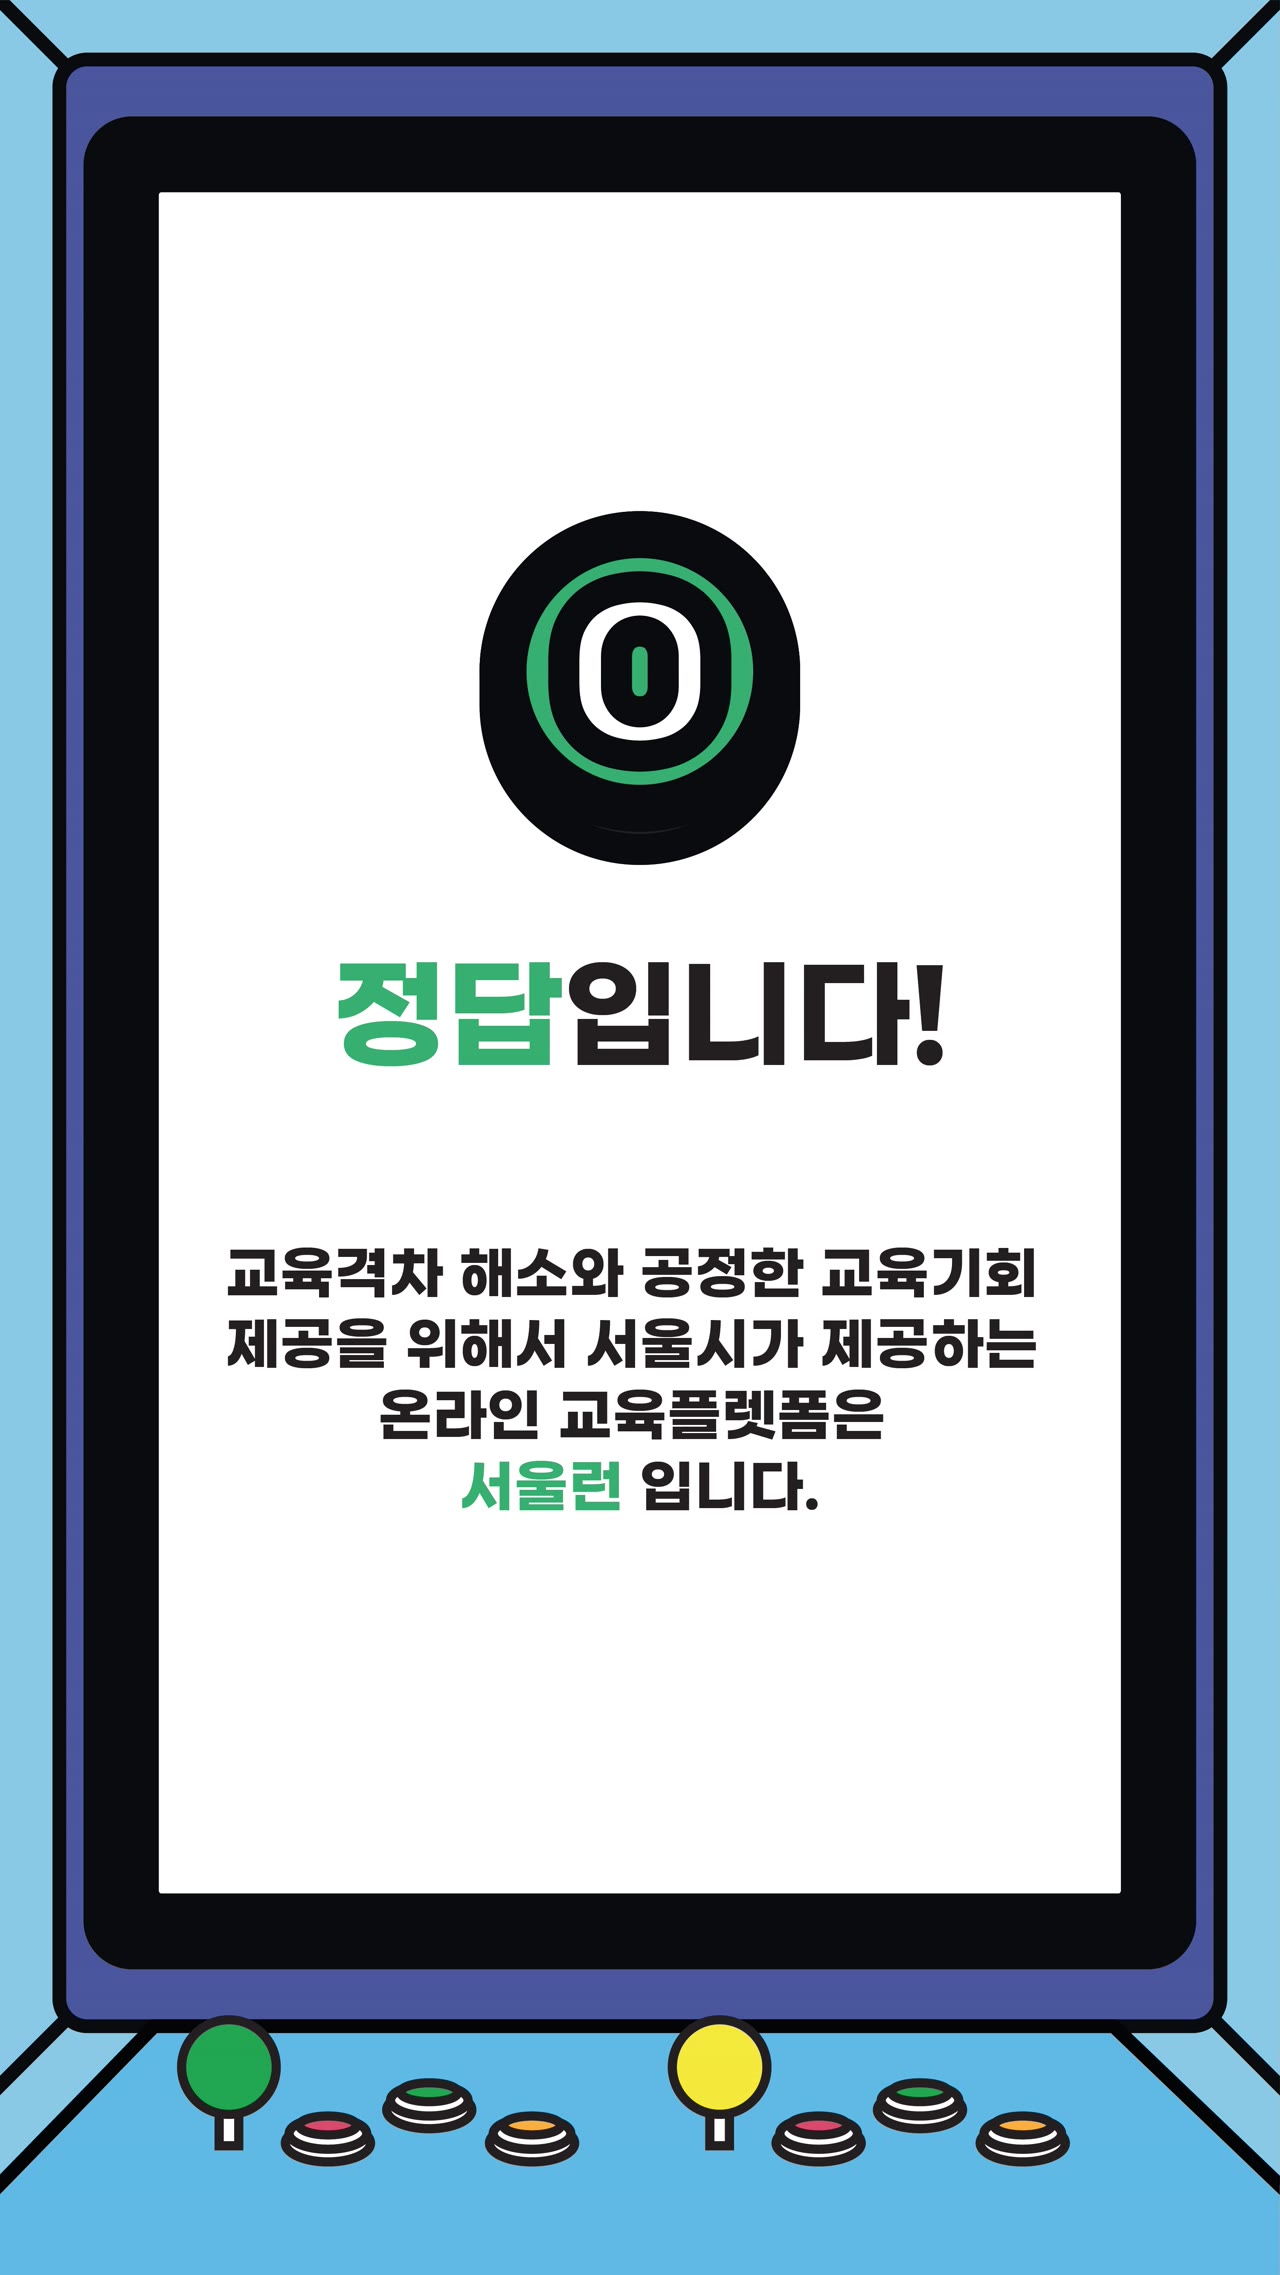 O
정답입니다!
교육격차 해소와 공정한 교육기회
제공을 위해서 서울시가 제공하는
온라인 교육플렛폼은
서울런 입니다.